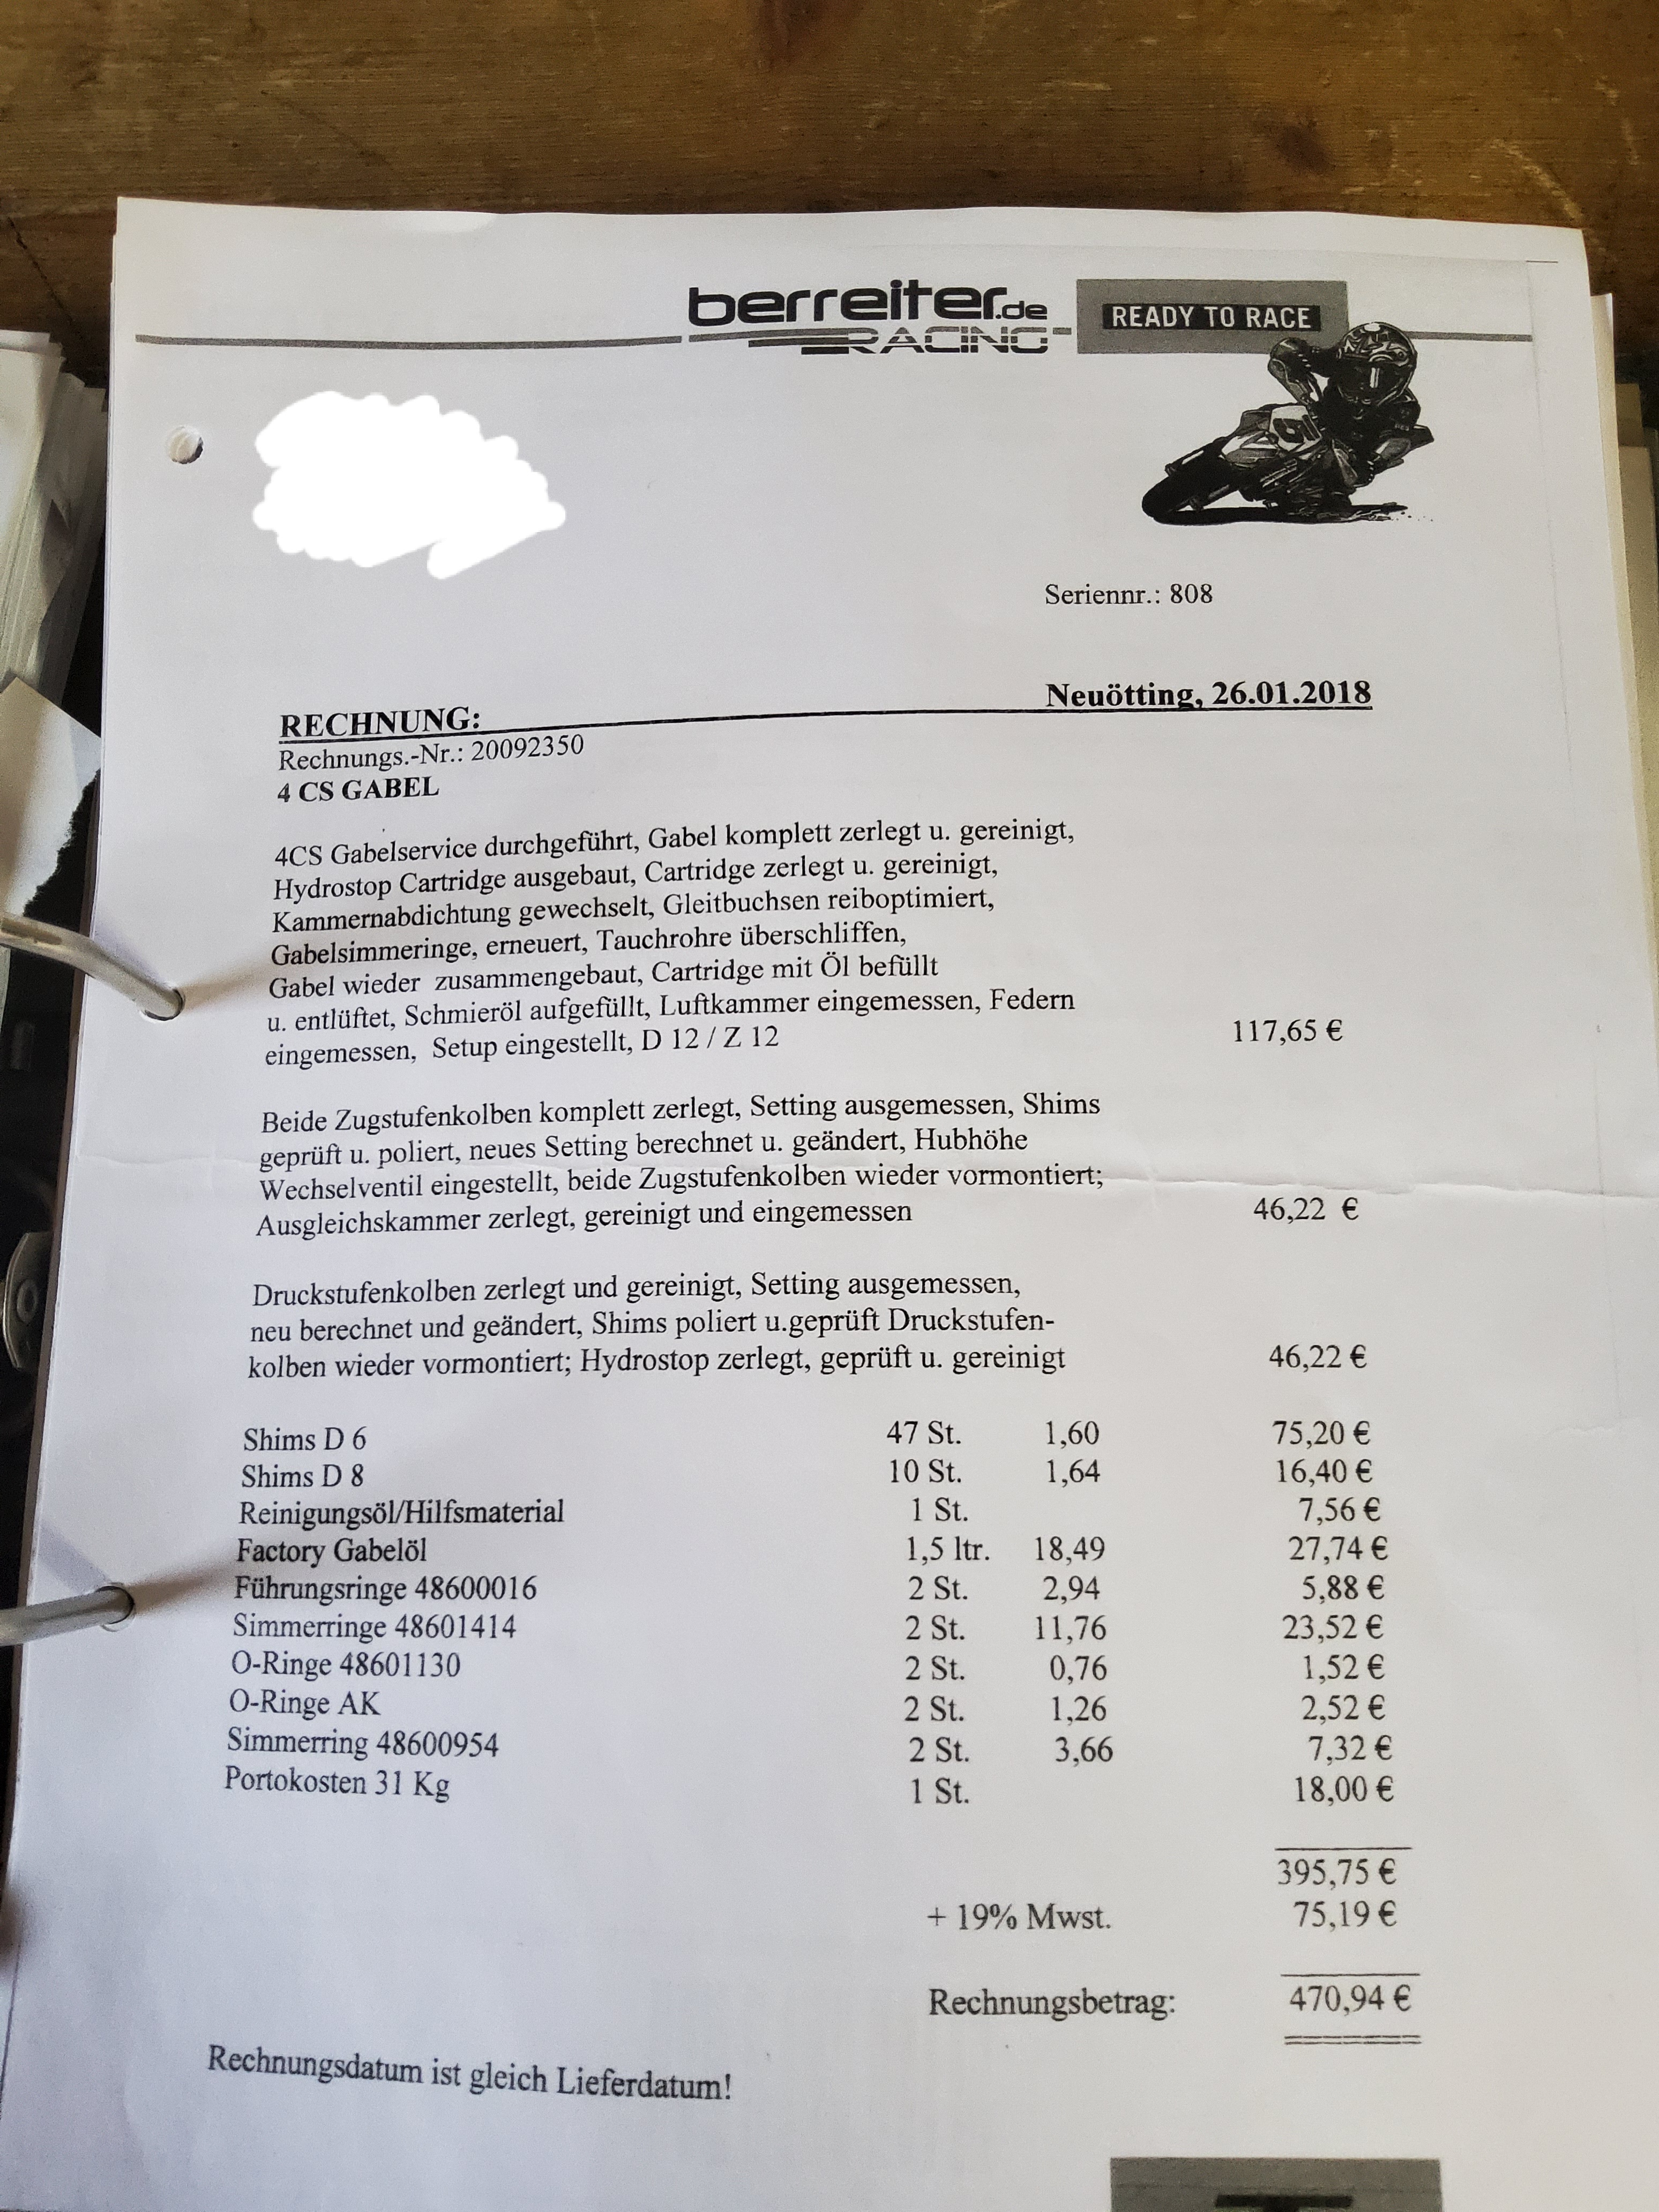 berreiter.de
RACING
READY TO RACE
Seriennr.: 808
Neuötting, 26.01.2018
RECHNUNG:
Rechnungs.-Nr.: 20092350
4 CS GABEL
4CS Gabelservice durchgeführt, Gabel komplett zerlegt u. gereinigt,
Hydrostop Cartridge ausgebaut, Cartridge zerlegt u. gereinigt,
Kammernabdichtung gewechselt, Gleitbuchsen reiboptimiert,
Gabelsimmeringe, erneuert, Tauchrohre überschliffen,
Gabel wieder zusammengebaut, Cartridge mit Öl befüllt
u. entlüftet, Schmieröl aufgefüllt, Luftkammer eingemessen, Federn
eingemessen, Setup eingestellt, D 12 / Z 12 117,65 €
Beide Zugstufenkolben komplett zerlegt, Setting ausgemessen, Shims
geprüft u. poliert, neues Setting berechnet u. geändert, Hubhöhe
Wechselventil eingestellt, beide Zugstufenkolben wieder vormontiert;
Ausgleichskammer zerlegt, gereinigt und eingemessen 46,22 €
Druckstufenkolben zerlegt und gereinigt, Setting ausgemessen,
neu berechnet und geändert, Shims poliert u.geprüft Druckstufen-
kolben wieder vormontiert; Hydrostop zerlegt, geprüft u. gereinigt 46,22 €
Shims D 6 47 St. 1,60 75,20 €
Shims D 8 10 St. 1,64 16,40 €
Reinigungsöl/Hilfsmaterial 1 St. 7,56 €
Factory Gabelöl 1,5 ltr. 18,49 27,74 €
Führungsringe 48600016 2 St. 2,94 5,88 €
Simmerringe 48601414 2 St. 11,76 23,52 €
O-Ringe 48601130 2 St. 0,76 1,52 €
O-Ringe AK 2 St. 1,26 2,52 €
Simmerring 48600954 2 St. 3,66 7,32 €
Portokosten 31 Kg 1 St. 18,00 €
395,75 €
+ 19% Mwst. 75,19 €
Rechnungsbetrag: 470,94 €
Rechnungsdatum ist gleich Lieferdatum!